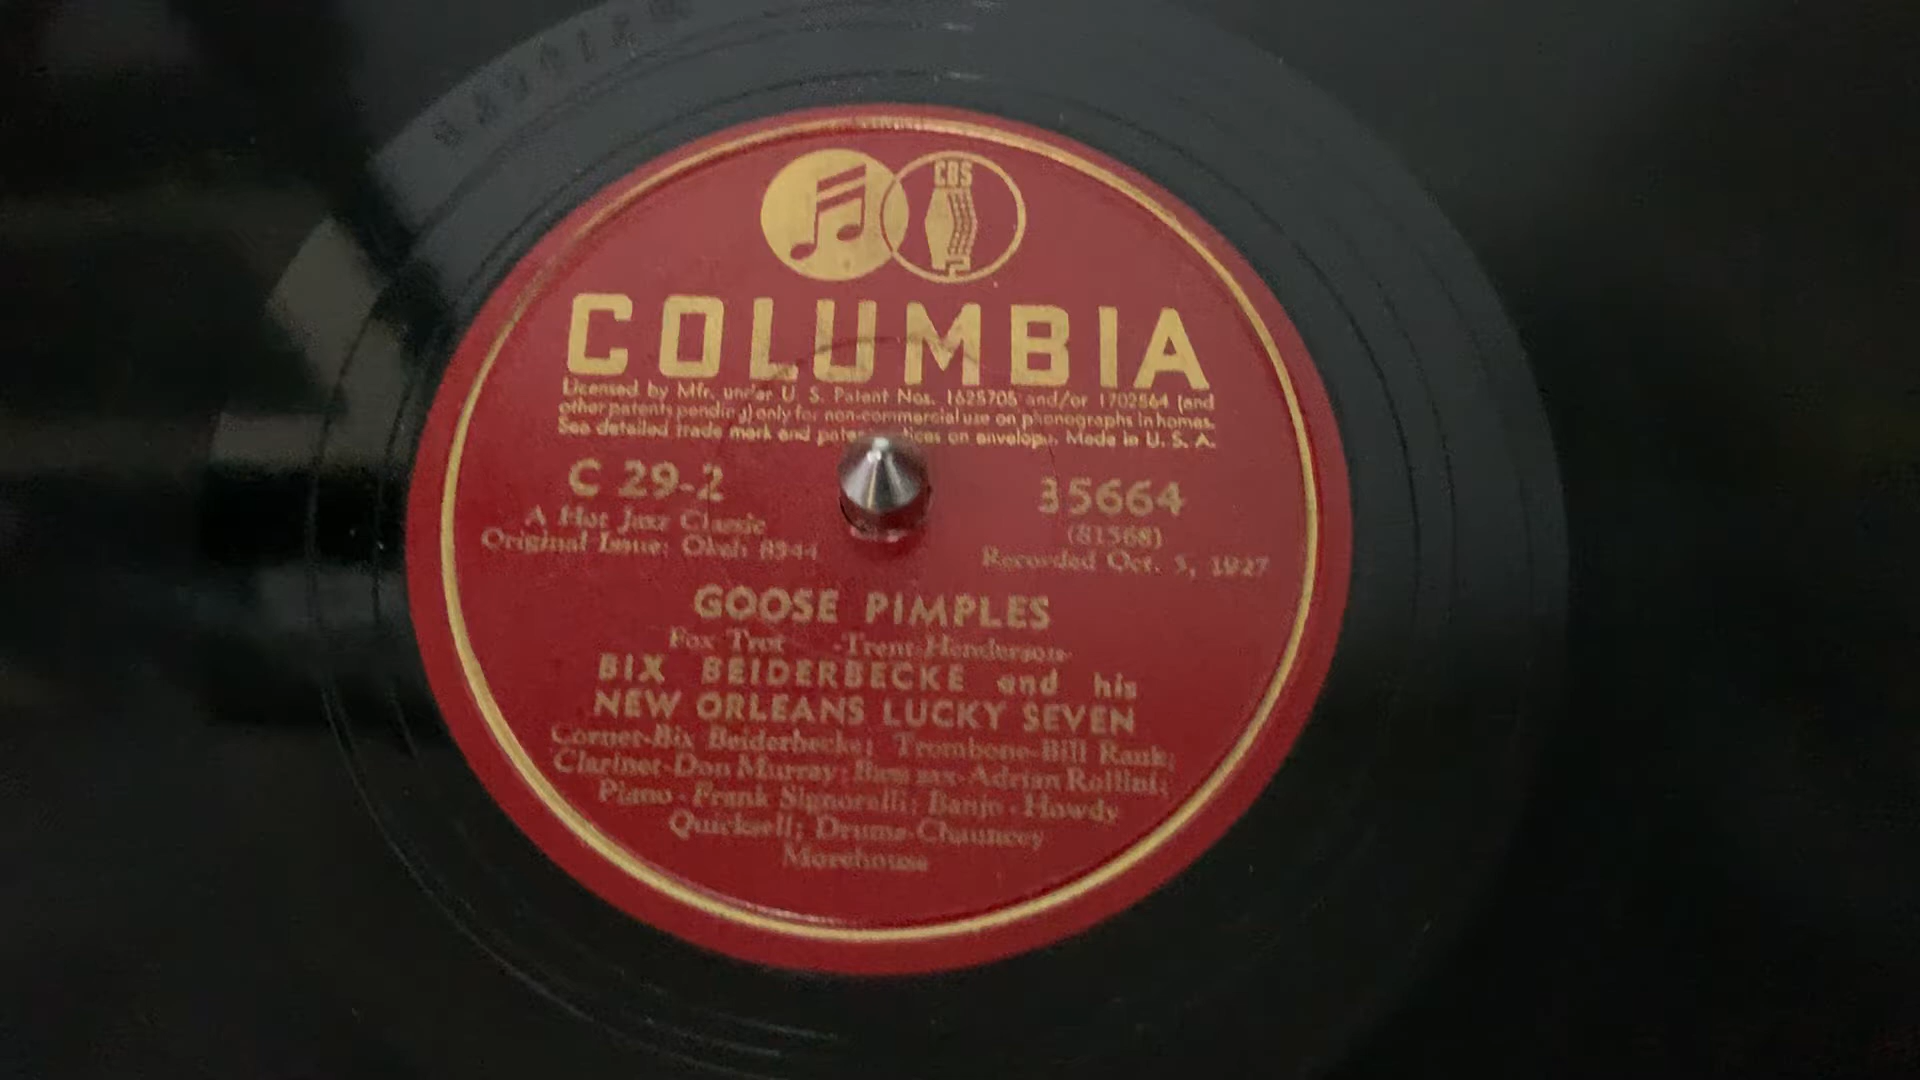 CBS
COLUMBIA
Licensed by Mfr. under U. S. Patent Nos. 1625705 and/or 1702564 (and
other patents pending) only for non-commercial use on phonographs in homes.
See detailed trade mark and patent notices on envelope. Made in U. S. A.
C 29-2
A Hot Jazz Classic
Original Issue: Okeh 8544
35664
(81568)
Recorded Oct. 5, 1927
GOOSE PIMPLES
Fox Trot -Trent-Henderson-
BIX BEIDERBECKE and his
NEW ORLEANS LUCKY SEVEN
Cornet-Bix Beiderbecke; Trombone-Bill Rank;
Clarinet-Don Murray; Bass sax-Adrian Rollini;
Piano-Frank Signorelli; Banjo-Howdy
Quicksell; Drums-Chauncey
Morehouse